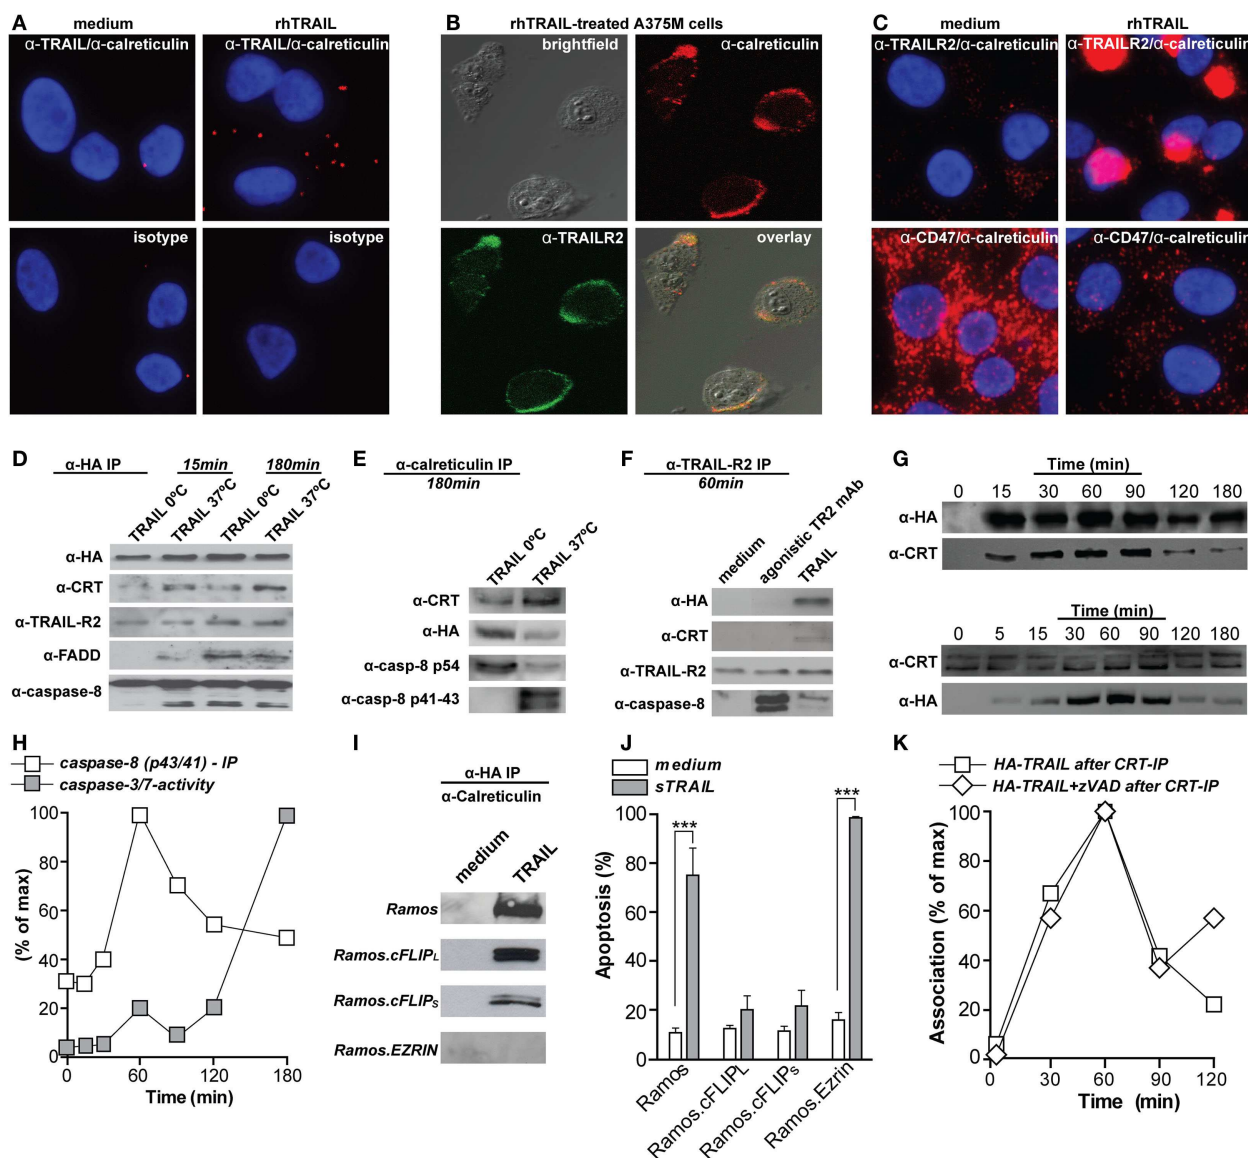 A
medium
rhTRAIL
α-TRAIL/α-calreticulin
α-TRAIL/α-calreticulin
isotype
isotype
B
rhTRAIL-treated A375M cells
brightfield
α-calreticulin
α-TRAILR2
overlay
C
medium
rhTRAIL
α-TRAILR2/α-calreticulin
α-TRAILR2/α-calreticulin
α-CD47/α-calreticulin
α-CD47/α-calreticulin
D
α-HA IP
15min
180min
TRAIL 0ºC
TRAIL 37ºC
TRAIL 0ºC
TRAIL 37ºC
α-HA
α-CRT
α-TRAIL-R2
α-FADD
α-caspase-8
E
α-calreticulin IP
180min
TRAIL 0ºC
TRAIL 37ºC
α-CRT
α-HA
α-casp-8 p54
α-casp-8 p41-43
F
α-TRAIL-R2 IP
60min
medium
agonistic TR2 mAb
TRAIL
α-HA
α-CRT
α-TRAIL-R2
α-caspase-8
G
Time (min)
0 15 30 60 90 120 180
α-HA
α-CRT
Time (min)
0 5 15 30 60 90 120 180
α-CRT
α-HA
H
caspase-8 (p43/41) - IP
caspase-3/7-activity
100
80
60
40
20
0
(% of max)
0 60 120 180
Time (min)
I
α-HA IP
α-Calreticulin
medium
TRAIL
Ramos
Ramos.cFLIPL
Ramos.cFLIPS
Ramos.EZRIN
J
medium
sTRAIL
***
***
100
80
60
40
20
0
Apoptosis (%)
Ramos
Ramos.cFLIPL
Ramos.cFLIPS
Ramos.Ezrin
K
HA-TRAIL after CRT-IP
HA-TRAIL+zVAD after CRT-IP
100
80
60
40
20
0
Association (% of max)
0 30 60 90 120
Time (min)